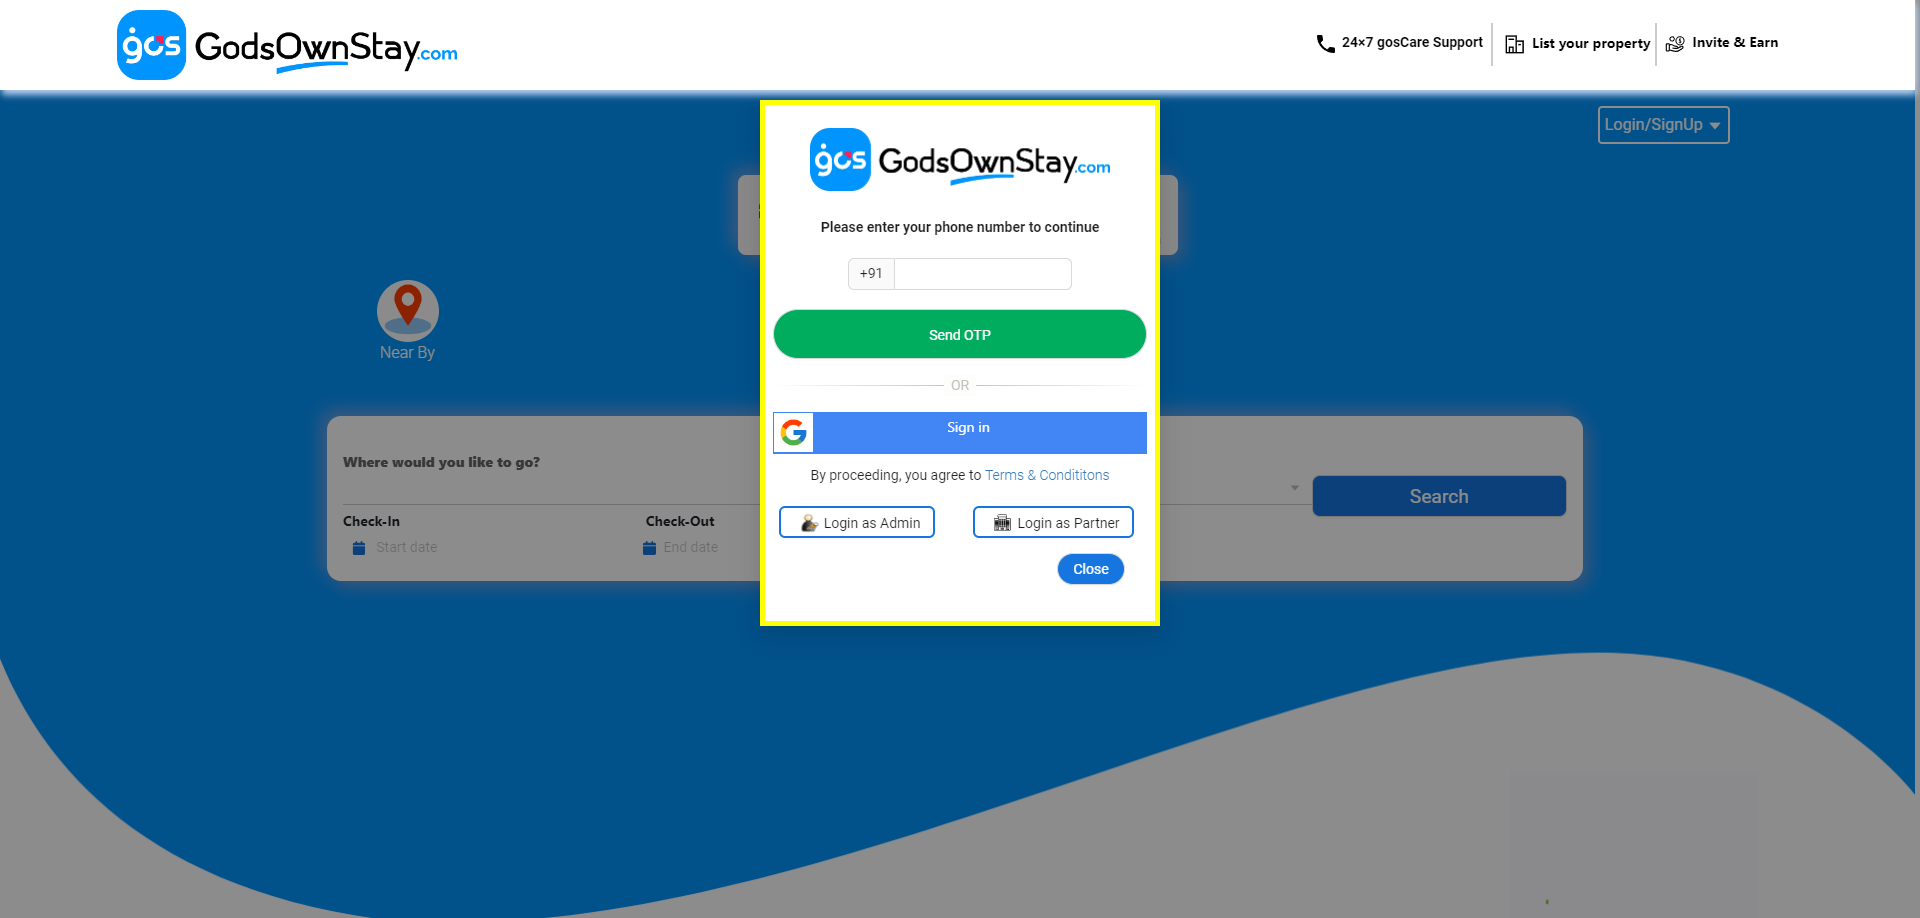 gos GodsOwnStay.com
24×7 gosCare Support
List your property
Invite & Earn
Login/SignUp
gos GodsOwnStay.com
Please enter your phone number to continue
+91
Send OTP
OR
Near By
Sign in
Where would you like to go?
By proceeding, you agree to Terms & Condititons
Search
Check-In
Check-Out
Login as Admin
Login as Partner
Start date
End date
Close